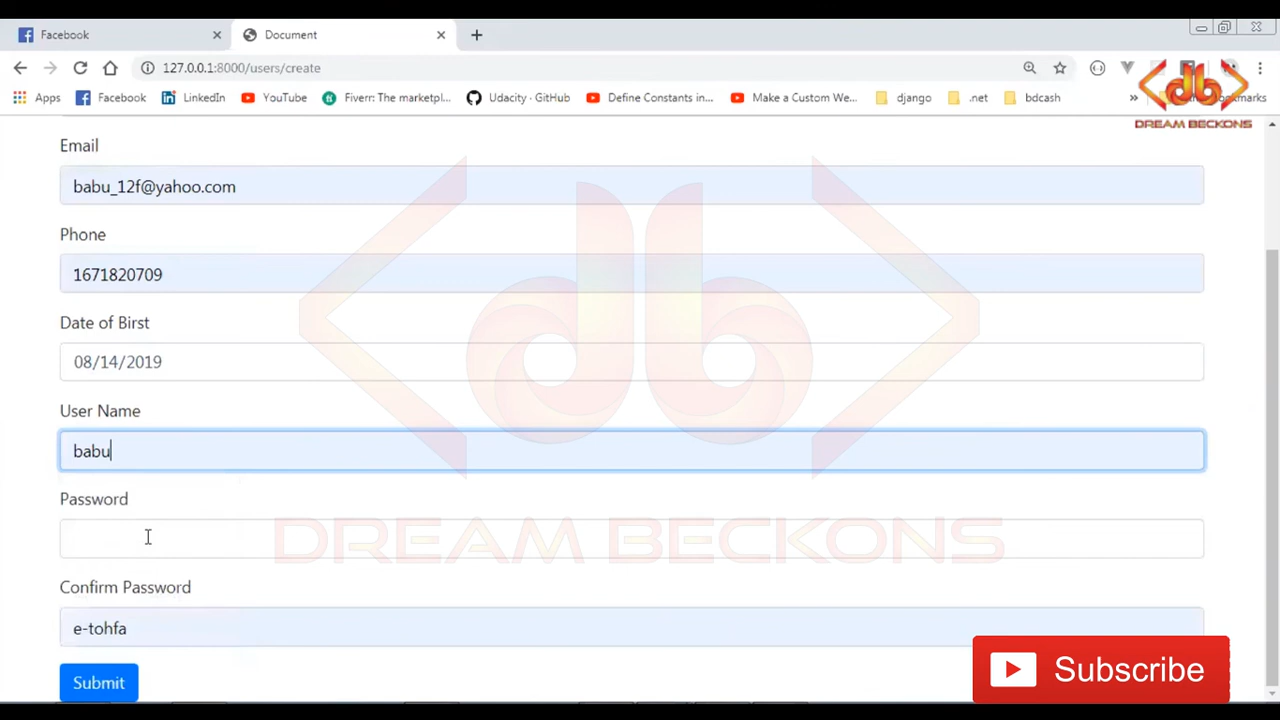 Facebook
Document
127.0.0.1:8000/users/create
Apps Facebook LinkedIn YouTube Fiverr: The marketpl... Udacity · GitHub Define Constants in... Make a Custom We... django .net bdcash » okmarks
DREAM BECKONS
Email
babu_12f@yahoo.com
Phone
1671820709
Date of Birst
08/14/2019
User Name
babu
Password
DREAM BECKONS
Confirm Password
e-tohfa
Submit
Subscribe